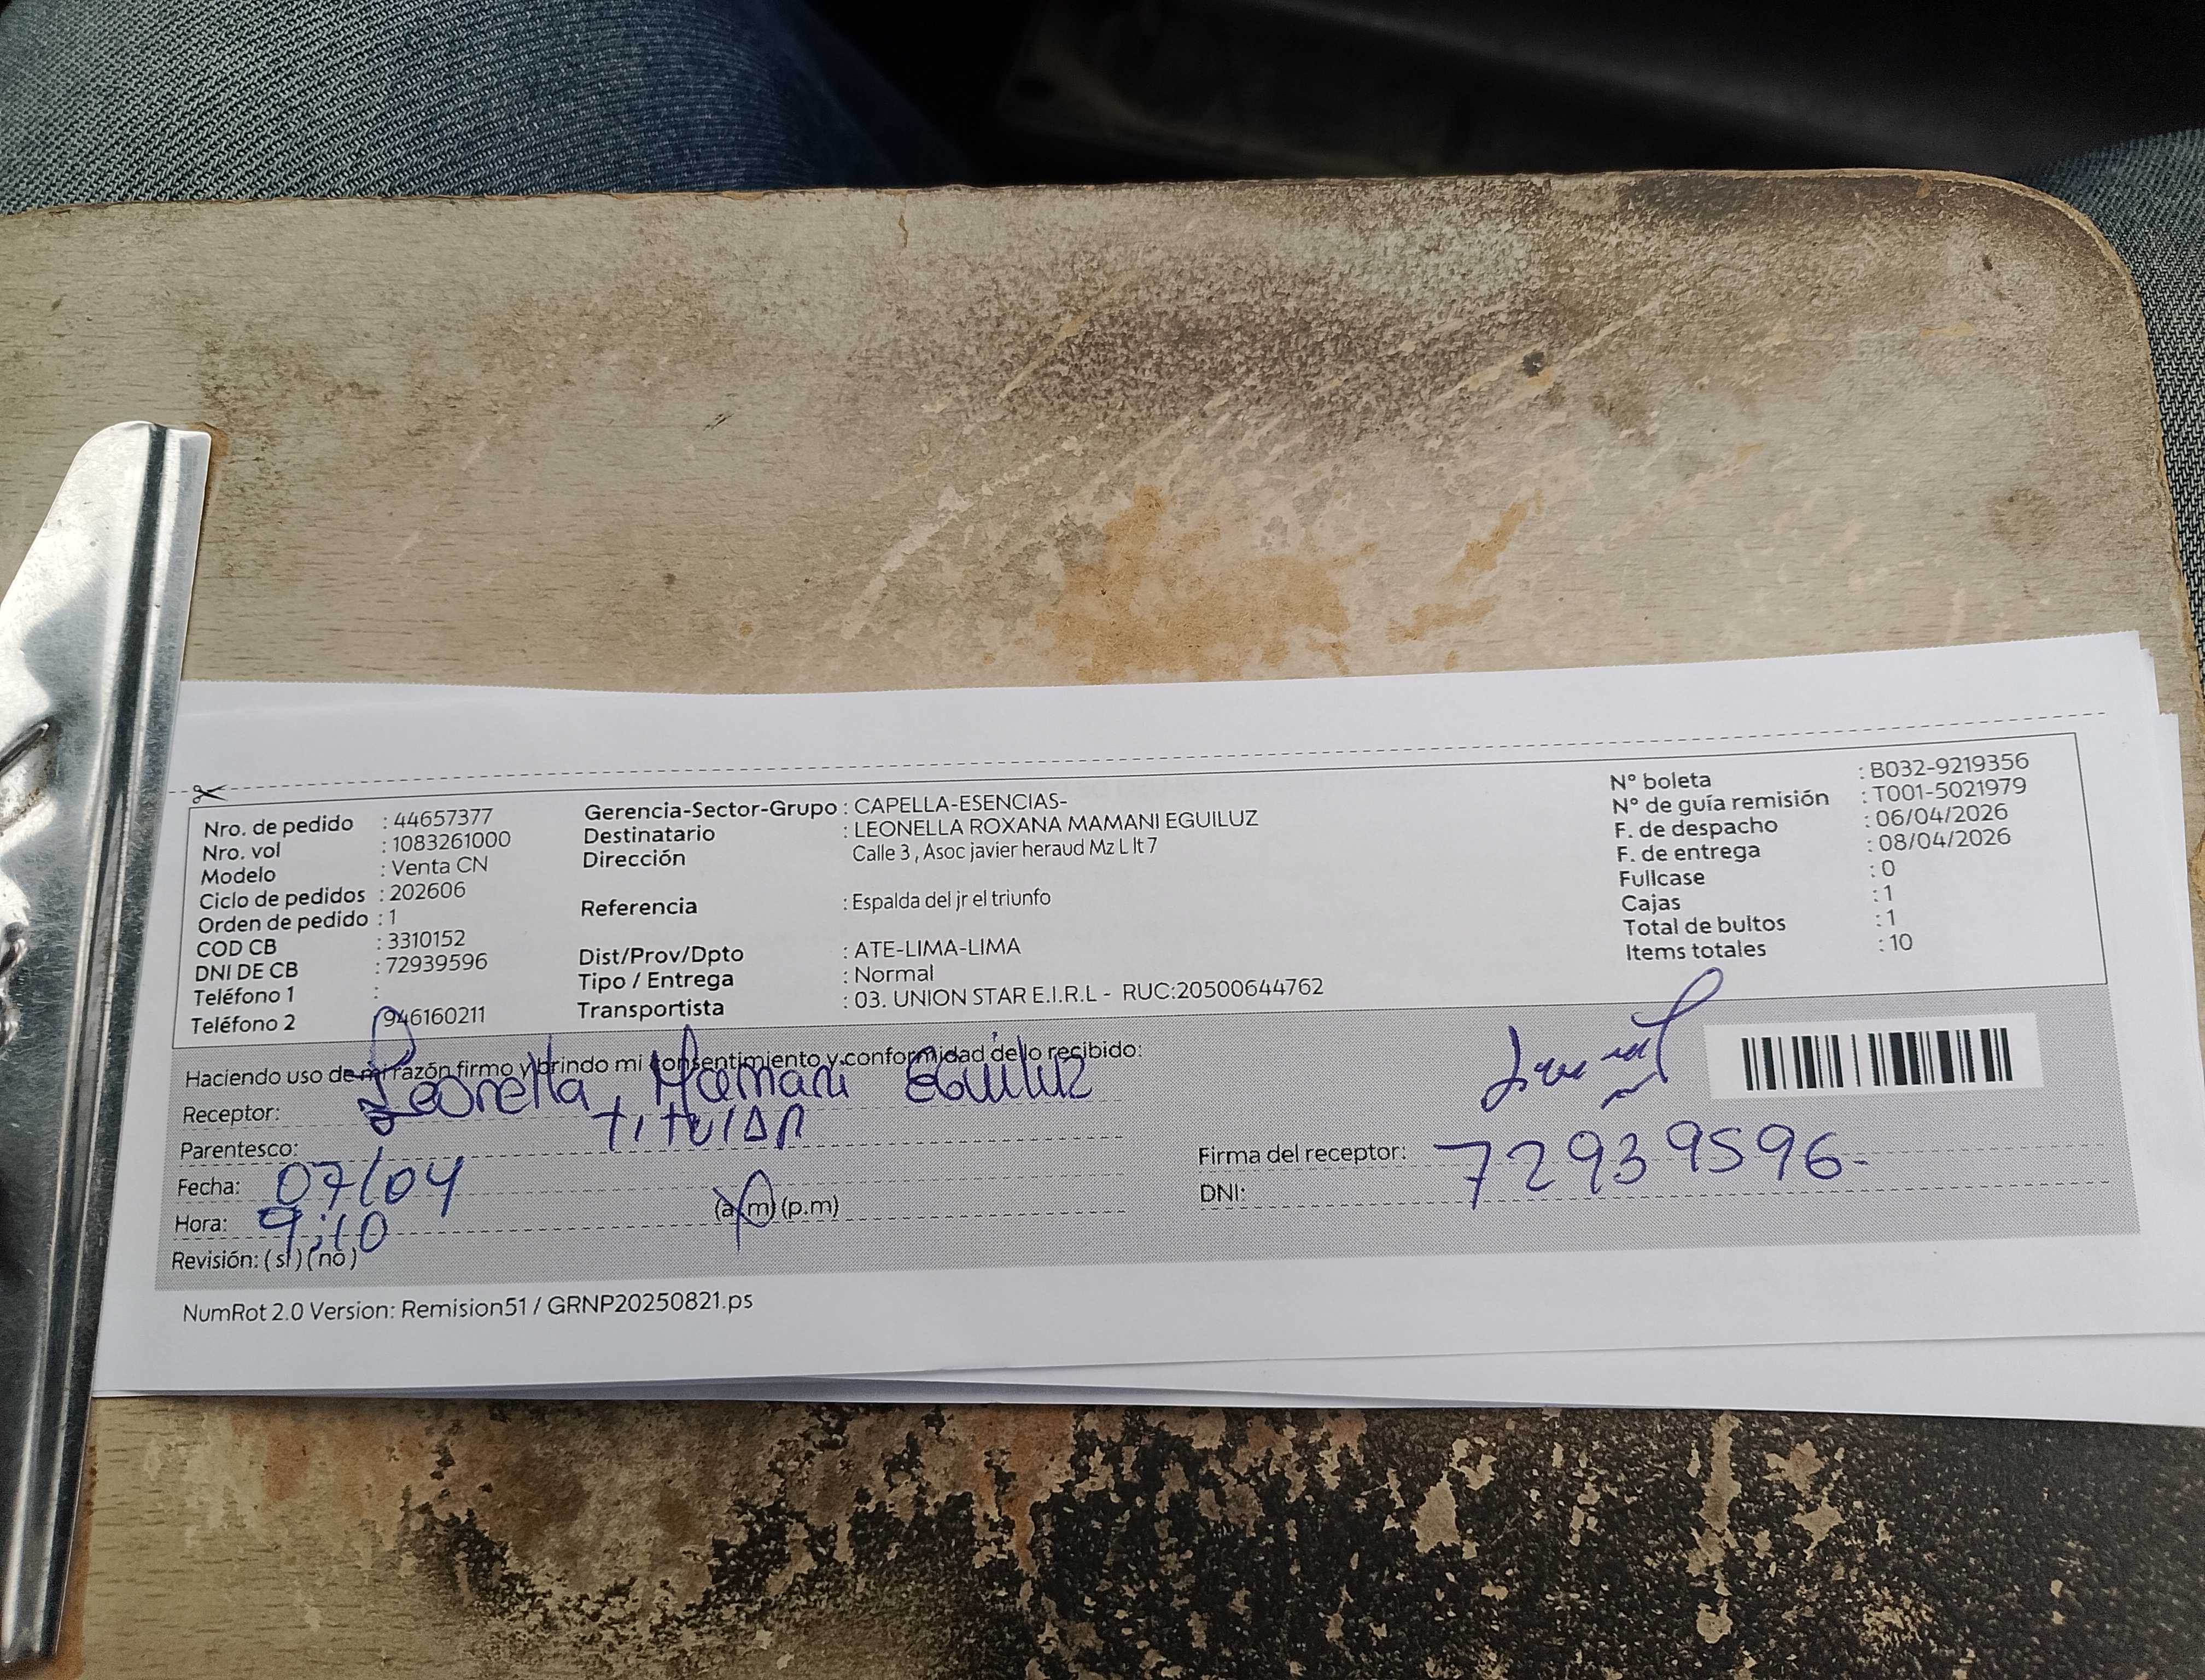 Nro. de pedido : 44657377
Nro. vol : 1083261000
Modelo : Venta CN
Ciclo de pedidos : 202606
Orden de pedido : 1
COD CB : 3310152
DNI DE CB : 72939596
Teléfono 1 :
Teléfono 2 : 946160211
Gerencia-Sector-Grupo : CAPELLA-ESENCIAS-
Destinatario : LEONELLA ROXANA MAMANI EGUILUZ
Dirección Calle 3 , Asoc javier heraud Mz L lt 7
Referencia : Espalda del jr el triunfo
Dist/Prov/Dpto : ATE-LIMA-LIMA
Tipo / Entrega : Normal
Transportista : 03. UNION STAR E.I.R.L - RUC:20500644762
N° boleta : B032-9219356
N° de guía remisión : T001-5021979
F. de despacho : 06/04/2026
F. de entrega : 08/04/2026
Fullcase : 0
Cajas : 1
Total de bultos : 1
Items totales : 10
Haciendo uso de mi razón firmo y brindo mi consentimiento y conformidad de lo recibido:
Receptor: Leonella Mamani Eguiluz
Parentesco: titular
Fecha: 07/04
Hora: 9:10 (a.m) (p.m)
Revisión: ( sí ) ( no )
Firma del receptor:
DNI: 72939596-
NumRot 2.0 Version: Remision51 / GRNP20250821.ps